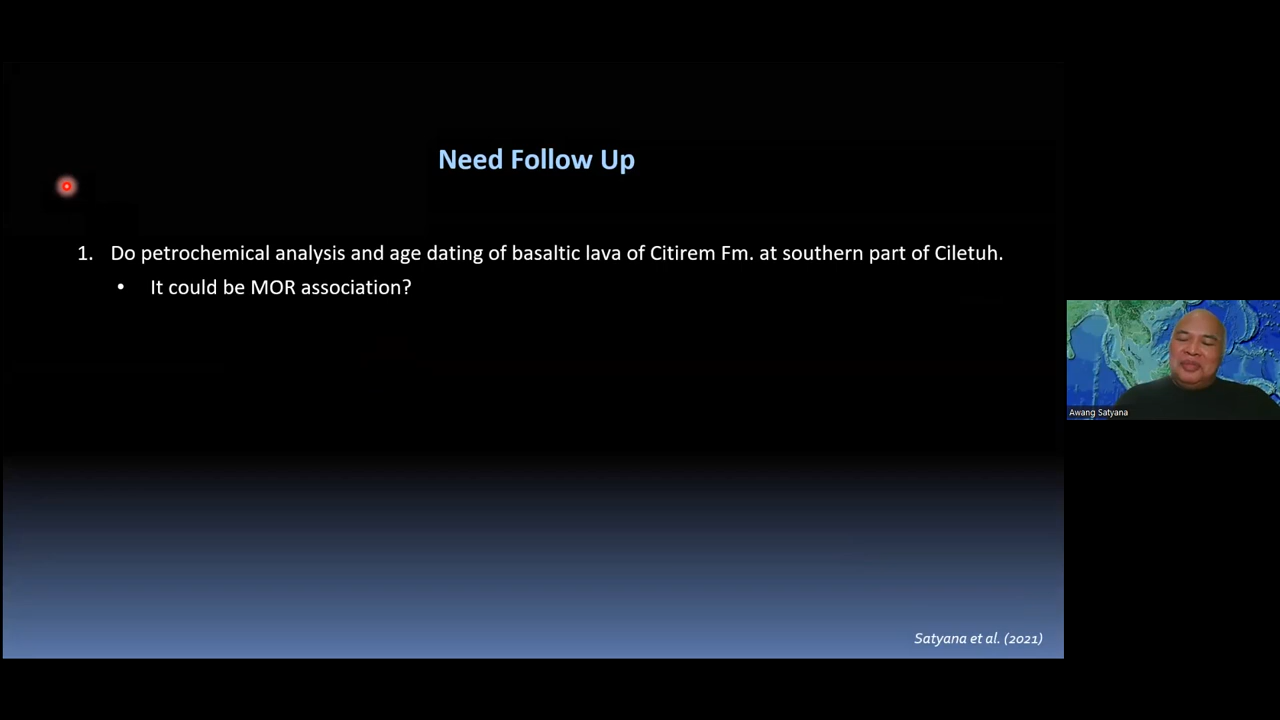 Need Follow Up
1. Do petrochemical analysis and age dating of basaltic lava of Citirem Fm. at southern part of Ciletuh.
• It could be MOR association?
Awang Satyana
Satyana et al. (2021)